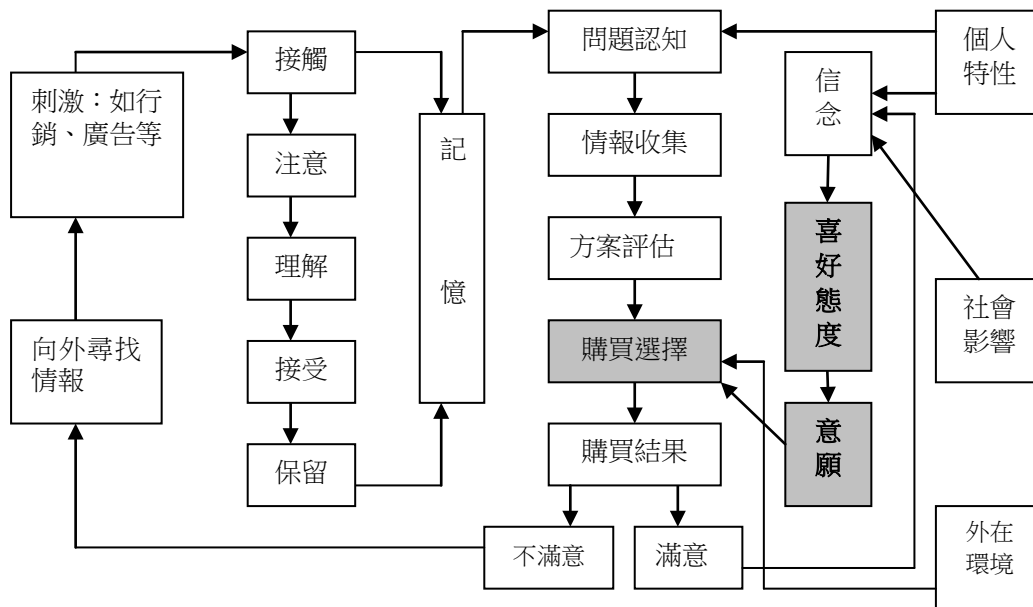 刺激：如行
銷、廣告等
向外尋找
情報
接觸
注意
理解
接受
保留
記
憶
問題認知
情報收集
方案評估
購買選擇
購買結果
不滿意
滿意
信
念
喜
好
態
度
意
願
個人
特性
社會
影響
外在
環境